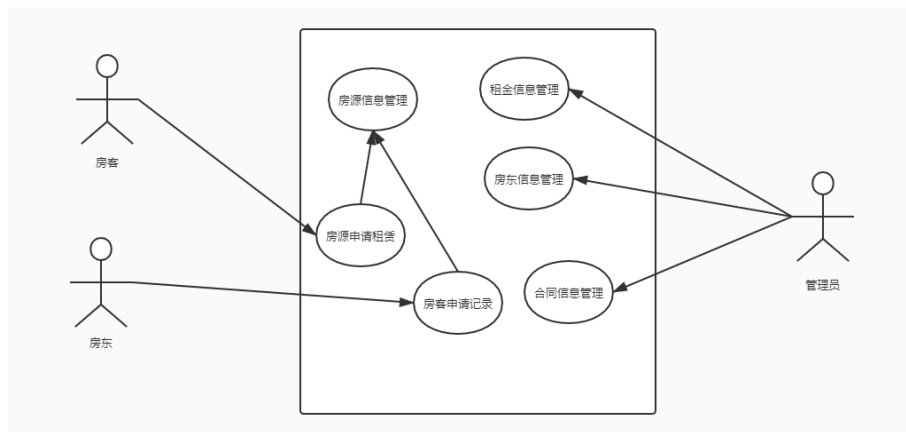 房客
房东
房源信息管理
房源申请租赁
房客申请记录
租金信息管理
房东信息管理
合同信息管理
管理员